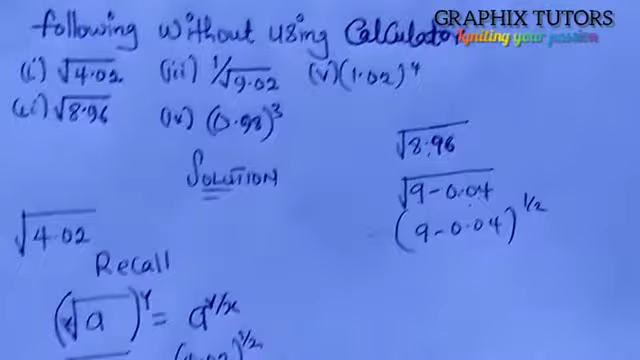 GRAPHIX TUTORS
Igniting your passion
following without using Calculator
(i) √4.02 (iii) 1/√9.02 (v) (1.02)⁴
(ii) √8.96 (iv) (0.98)³
SOLUTION
√4.02
Recall
(ˣ√a)ʸ = a^(y/x)
√8.96
√9-0.04
(9-0.04)^(1/2)